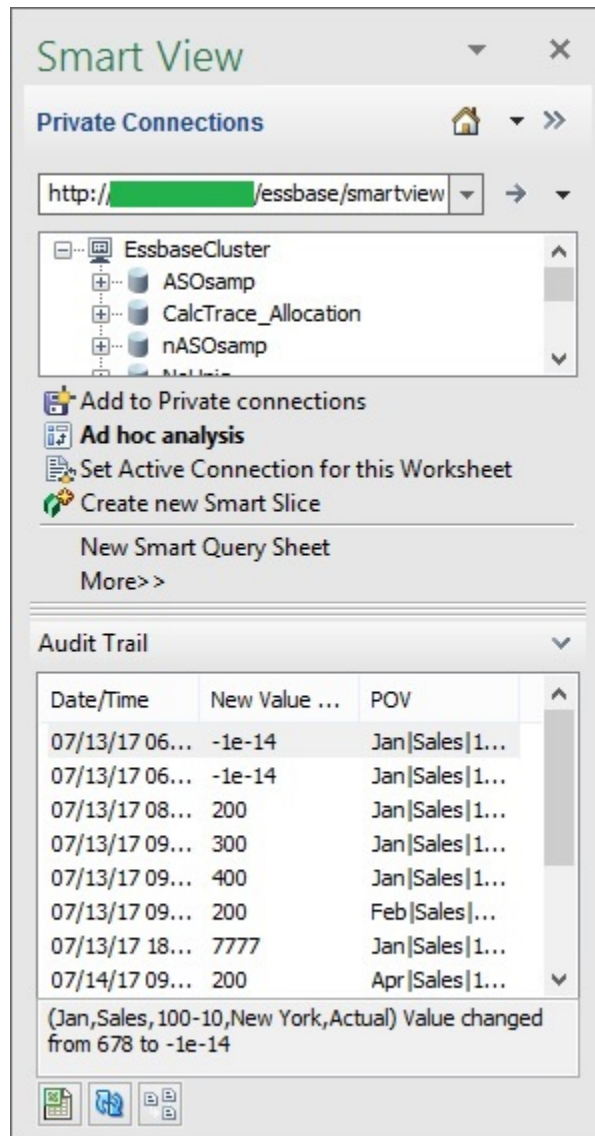 Smart View
Private Connections
http:// /essbase/smartview
EssbaseCluster
ASOsamp
CalcTrace_Allocation
nASOsamp
Add to Private connections
Ad hoc analysis
Set Active Connection for this Worksheet
Create new Smart Slice
New Smart Query Sheet
More>>
Audit Trail
Date/Time New Value ... POV
07/13/17 06... -1e-14 Jan|Sales|1...
07/13/17 06... -1e-14 Jan|Sales|1...
07/13/17 08... 200 Jan|Sales|1...
07/13/17 09... 300 Jan|Sales|1...
07/13/17 09... 400 Jan|Sales|1...
07/13/17 09... 200 Feb|Sales|...
07/13/17 18... 7777 Jan|Sales|1...
07/14/17 09... 200 Apr|Sales|1...
(Jan,Sales,100-10,New York,Actual) Value changed
from 678 to -1e-14